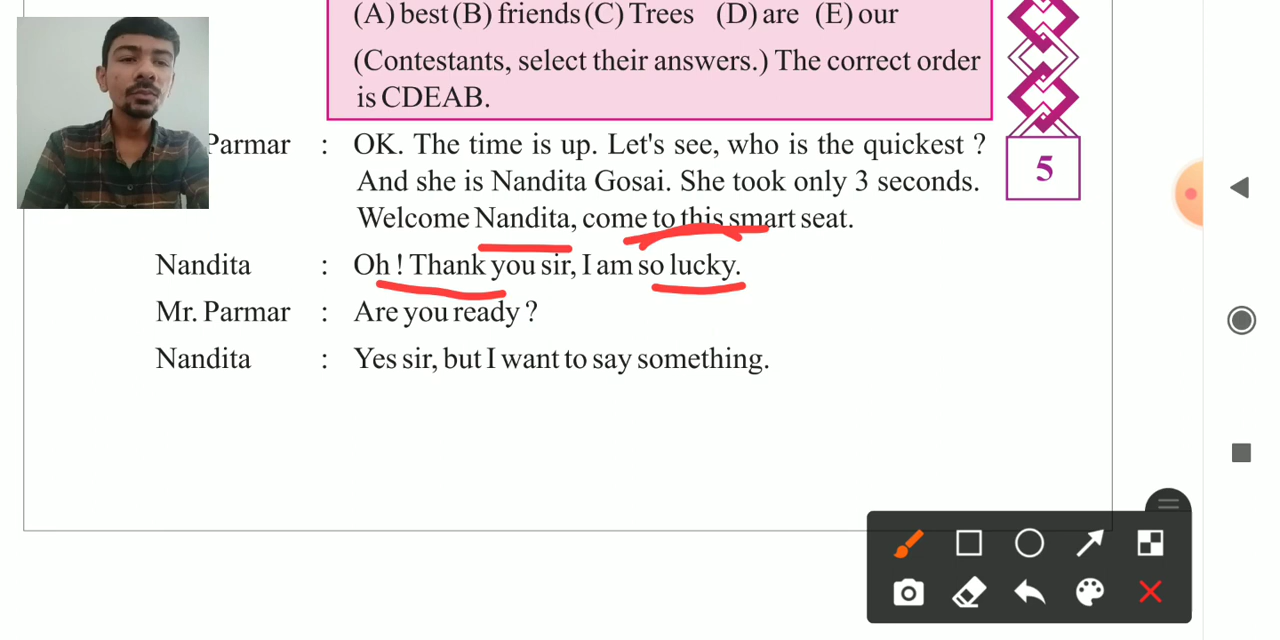 (A) best (B) friends (C) Trees (D) are (E) our
(Contestants, select their answers.) The correct order
is CDEAB.
Parmar : OK. The time is up. Let's see, who is the quickest ?
And she is Nandita Gosai. She took only 3 seconds.
Welcome Nandita, come to this smart seat.
5
Nandita : Oh ! Thank you sir, I am so lucky.
Mr. Parmar : Are you ready ?
Nandita : Yes sir, but I want to say something.